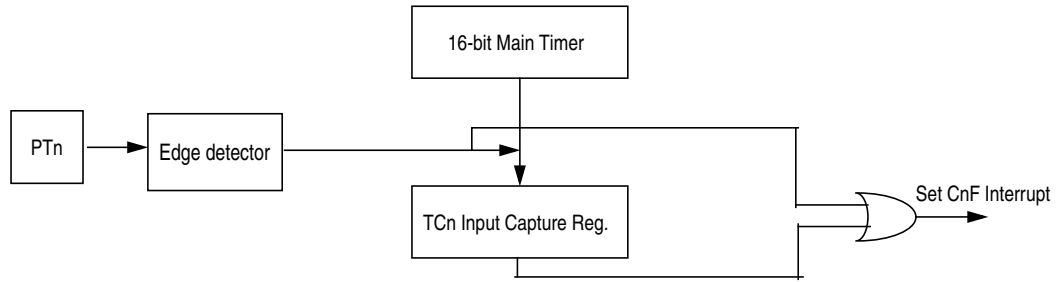 16-bit Main Timer
PTn
Edge detector
TCn Input Capture Reg.
Set CnF Interrupt